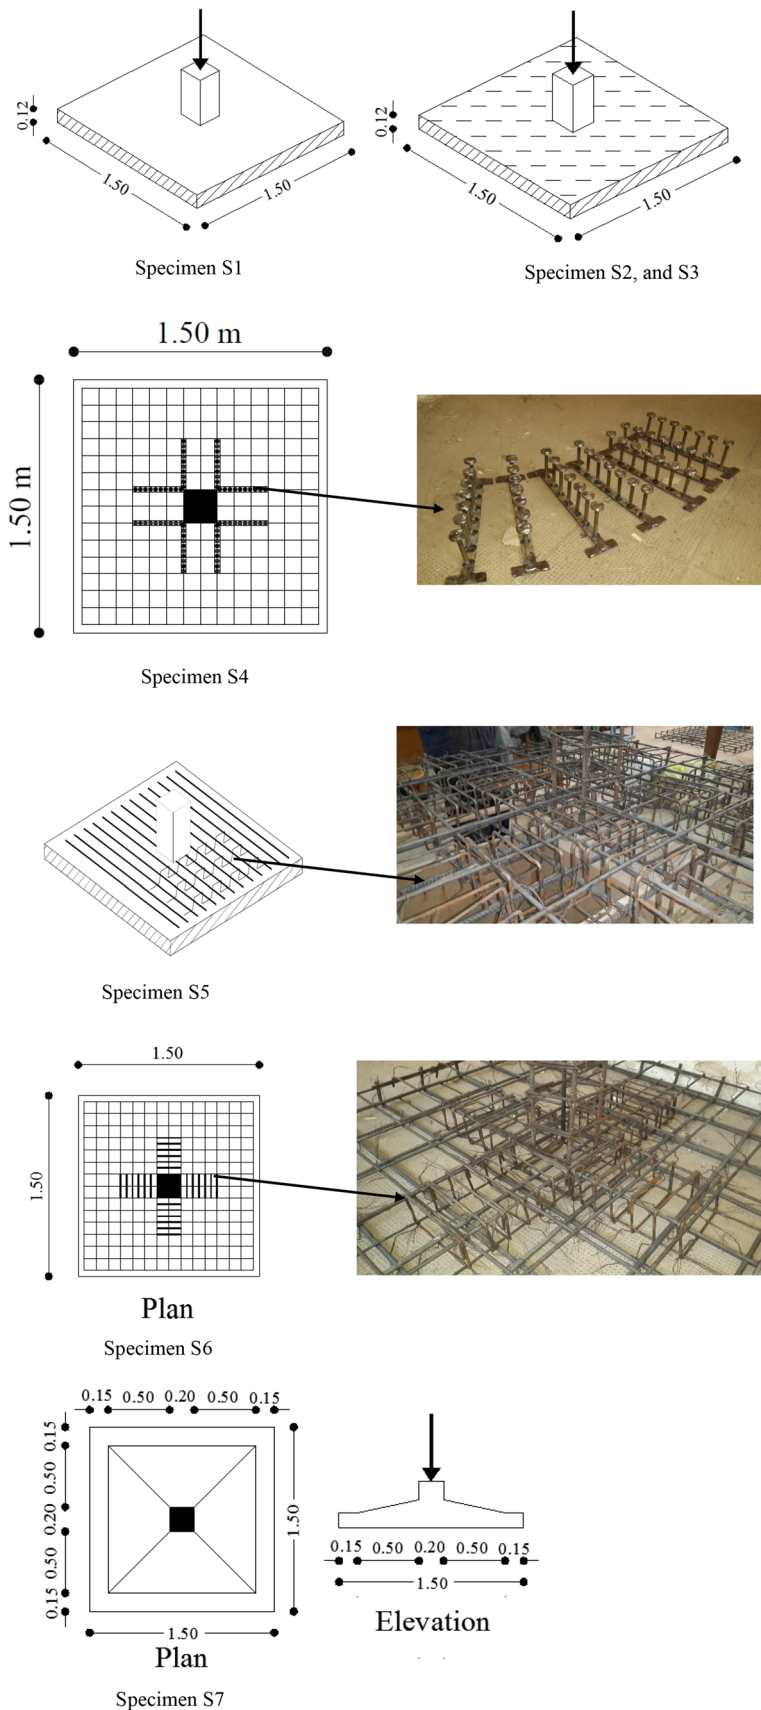 0.12
1.50
1.50
Specimen S1
0.12
1.50
1.50
Specimen S2, and S3
1.50 m
1.50 m
Specimen S4
Specimen S5
1.50
1.50
Plan
Specimen S6
0.15 0.50 0.20 0.50 0.15
0.15
0.50
0.20
0.50
0.15
1.50
1.50
Plan
0.15 0.50 0.20 0.50 0.15
1.50
Elevation
Specimen S7